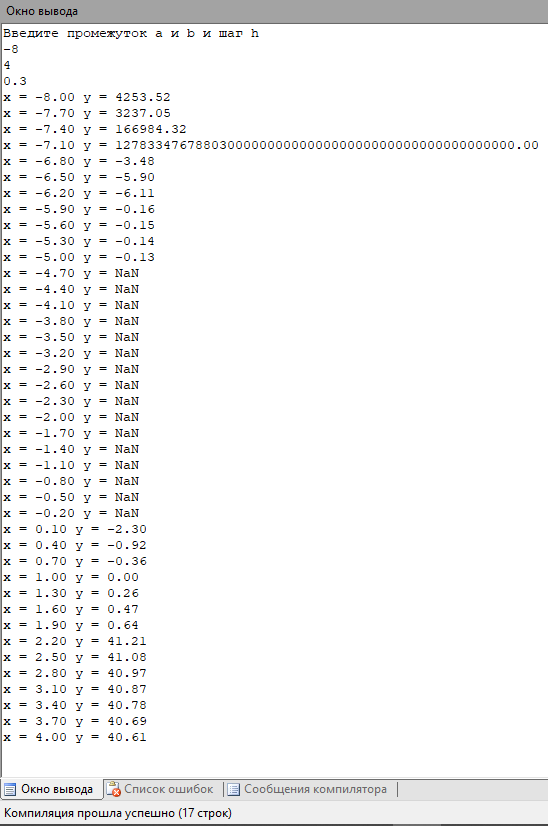 Окно вывода
Введите промежуток a и b и шаг h
-8
4
0.3
x = -8.00 y = 4253.52
x = -7.70 y = 3237.05
x = -7.40 y = 166984.32
x = -7.10 y = 12783347678803000000000000000000000000000000000000.00
x = -6.80 y = -3.48
x = -6.50 y = -5.90
x = -6.20 y = -6.11
x = -5.90 y = -0.16
x = -5.60 y = -0.15
x = -5.30 y = -0.14
x = -5.00 y = -0.13
x = -4.70 y = NaN
x = -4.40 y = NaN
x = -4.10 y = NaN
x = -3.80 y = NaN
x = -3.50 y = NaN
x = -3.20 y = NaN
x = -2.90 y = NaN
x = -2.60 y = NaN
x = -2.30 y = NaN
x = -2.00 y = NaN
x = -1.70 y = NaN
x = -1.40 y = NaN
x = -1.10 y = NaN
x = -0.80 y = NaN
x = -0.50 y = NaN
x = -0.20 y = NaN
x = 0.10 y = -2.30
x = 0.40 y = -0.92
x = 0.70 y = -0.36
x = 1.00 y = 0.00
x = 1.30 y = 0.26
x = 1.60 y = 0.47
x = 1.90 y = 0.64
x = 2.20 y = 41.21
x = 2.50 y = 41.08
x = 2.80 y = 40.97
x = 3.10 y = 40.87
x = 3.40 y = 40.78
x = 3.70 y = 40.69
x = 4.00 y = 40.61
Окно вывода Список ошибок Сообщения компилятора
Компиляция прошла успешно (17 строк)